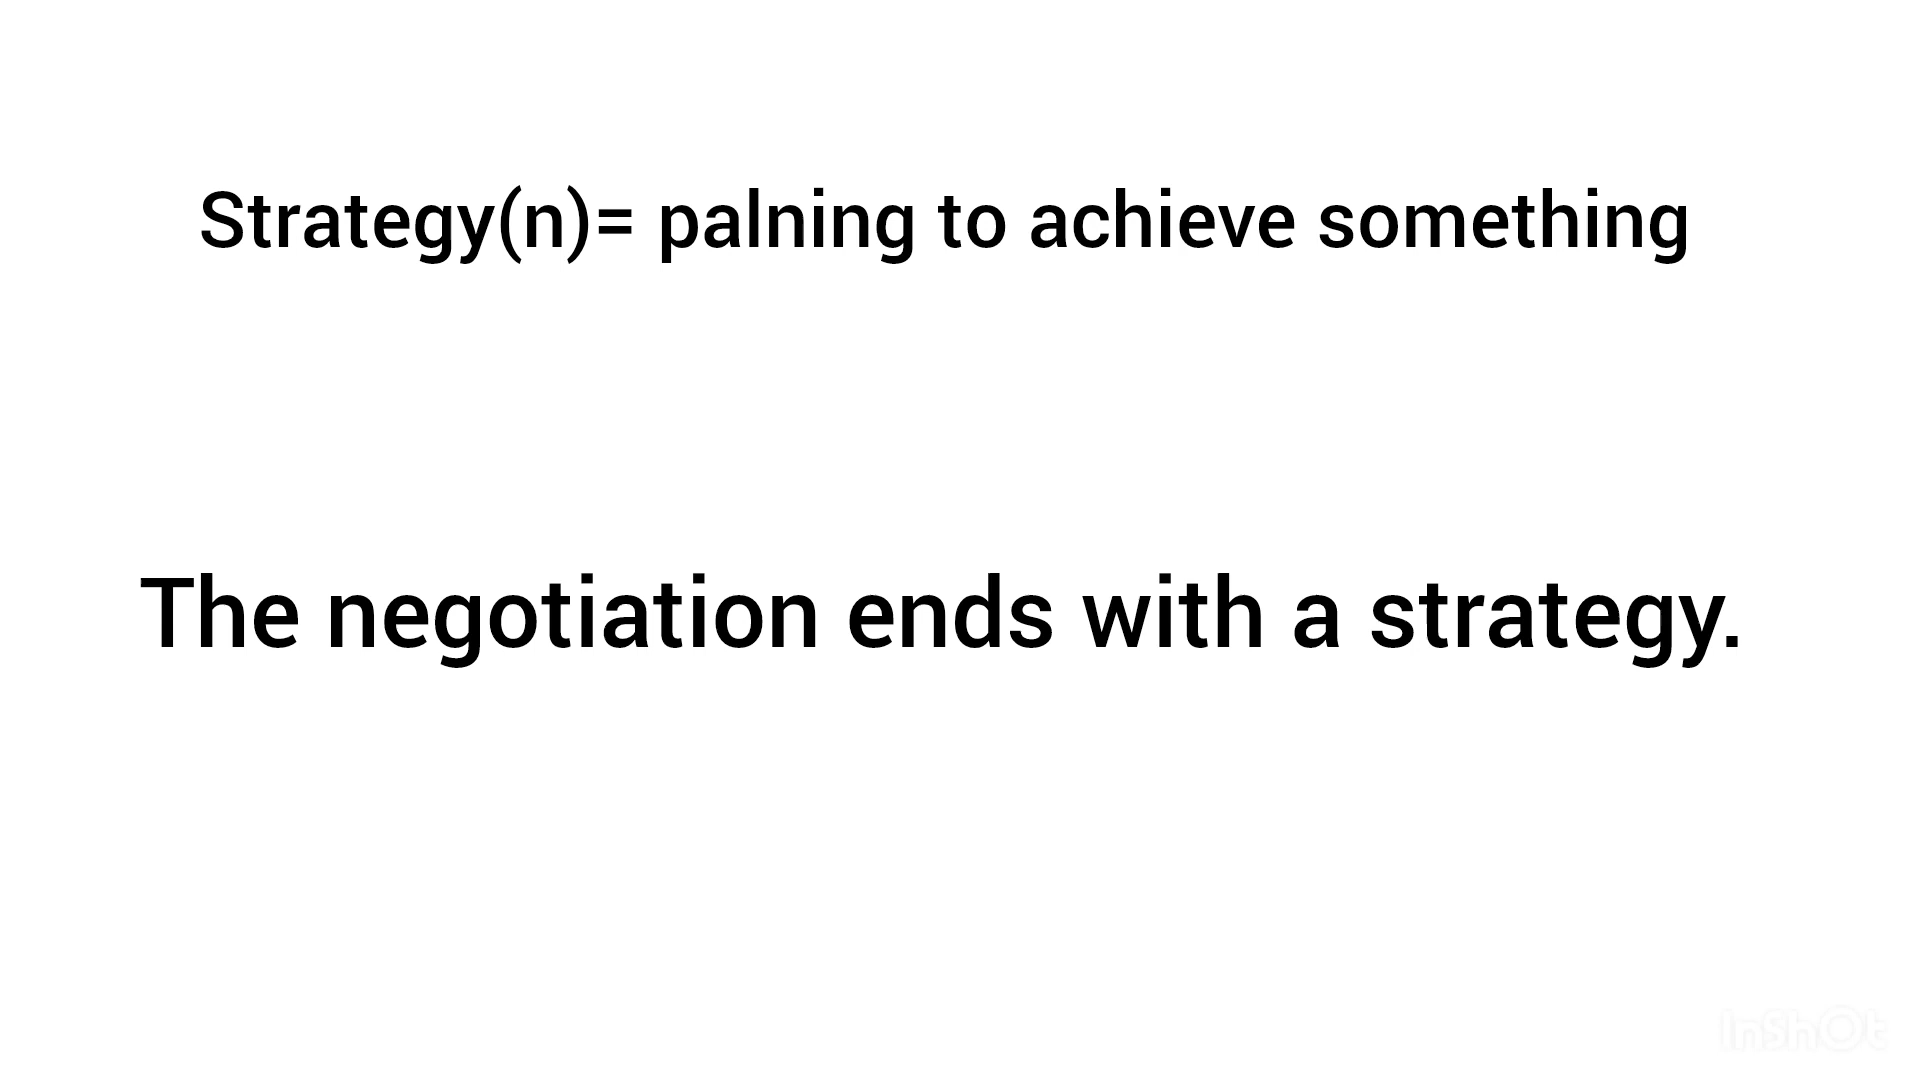 Strategy(n)= palning to achieve something
The negotiation ends with a strategy.
InShOt